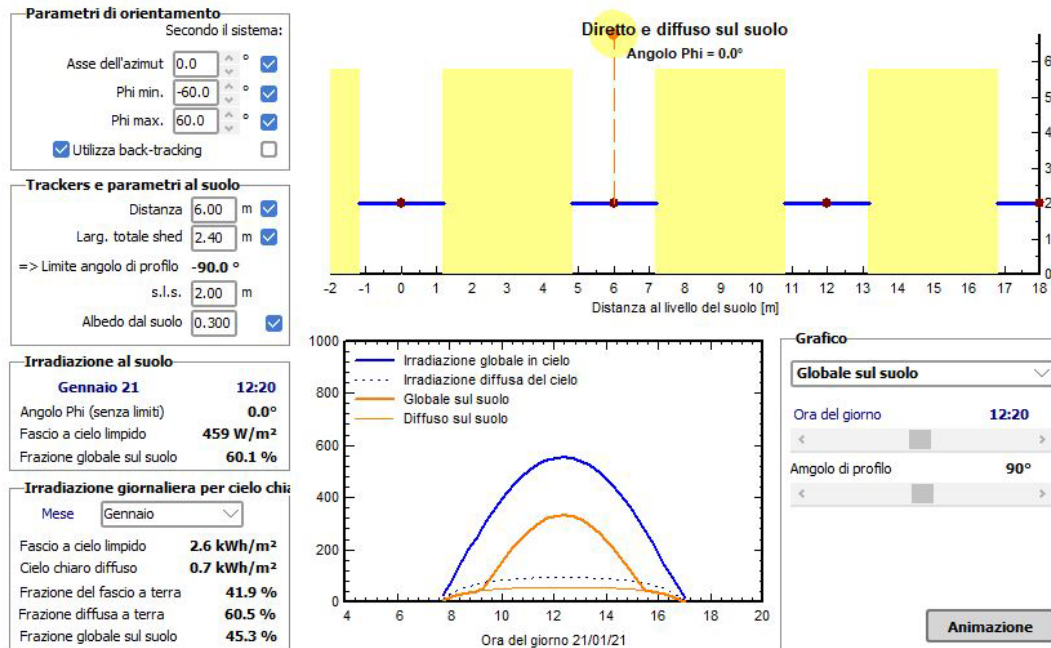 Parametri di orientamento
Secondo il sistema:
Asse dell'azimut 0.0 °
Phi min. -60.0 °
Phi max. 60.0 °
Utilizza back-tracking
Trackers e parametri al suolo
Distanza 6.00 m
Larg. totale shed 2.40 m
=> Limite angolo di profilo -90.0 °
s.l.s. 2.00 m
Albedo dal suolo 0.300
Irradiazione al suolo
Gennaio 21 12:20
Angolo Phi (senza limiti) 0.0°
Fascio a cielo limpido 459 W/m²
Frazione globale sul suolo 60.1 %
Irradiazione giornaliera per cielo chia
Mese Gennaio
Fascio a cielo limpido 2.6 kWh/m²
Cielo chiaro diffuso 0.7 kWh/m²
Frazione del fascio a terra 41.9 %
Frazione diffusa a terra 60.5 %
Frazione globale sul suolo 45.3 %
Diretto e diffuso sul suolo
Angolo Phi = 0.0°
6
5
4
3
2
1
0
-2 -1 0 1 2 3 4 5 6 7 8 9 10 11 12 13 14 15 16 17 18
Distanza al livello del suolo [m]
1000
800
600
400
200
0
Irradiazione globale in cielo
Irradiazione diffusa del cielo
Globale sul suolo
Diffuso sul suolo
4 6 8 10 12 14 16 18 20
Ora del giorno 21/01/21
Grafico
Globale sul suolo
Ora del giorno 12:20
Amgolo di profilo 90°
Animazione